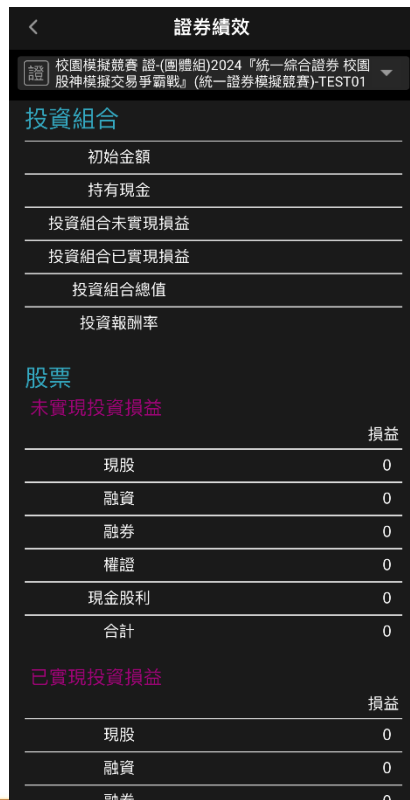 證券績效
證 校園模擬競賽 證-(團體組)2024『統一綜合證券 校園
股神模擬交易爭霸戰』(統一證券模擬競賽)-TEST01
投資組合
初始金額
持有現金
投資組合未實現損益
投資組合已實現損益
投資組合總值
投資報酬率
股票
未實現投資損益
損益
現股 0
融資 0
融券 0
權證 0
現金股利 0
合計 0
已實現投資損益
損益
現股 0
融資 0